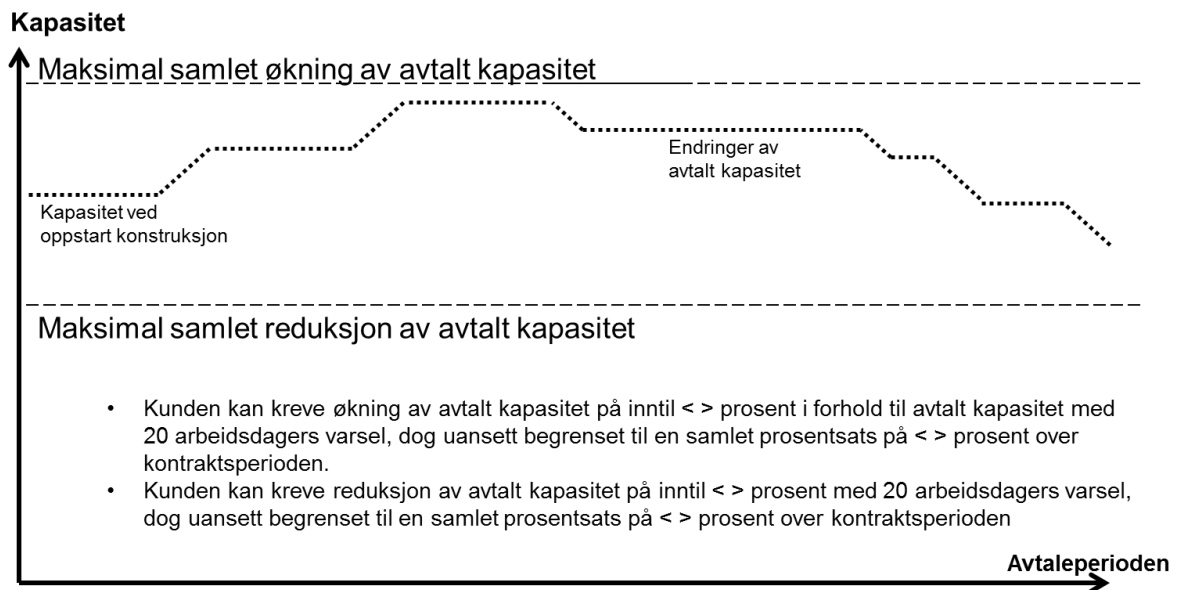 Kapasitet
Maksimal samlet økning av avtalt kapasitet
Endringer av
avtalt kapasitet
Kapasitet ved
oppstart konstruksjon
Maksimal samlet reduksjon av avtalt kapasitet
• Kunden kan kreve økning av avtalt kapasitet på inntil < > prosent i forhold til avtalt kapasitet med
20 arbeidsdagers varsel, dog uansett begrenset til en samlet prosentsats på < > prosent over
kontraktsperioden.
• Kunden kan kreve reduksjon av avtalt kapasitet på inntil < > prosent med 20 arbeidsdagers varsel,
dog uansett begrenset til en samlet prosentsats på < > prosent over kontraktsperioden
Avtaleperioden